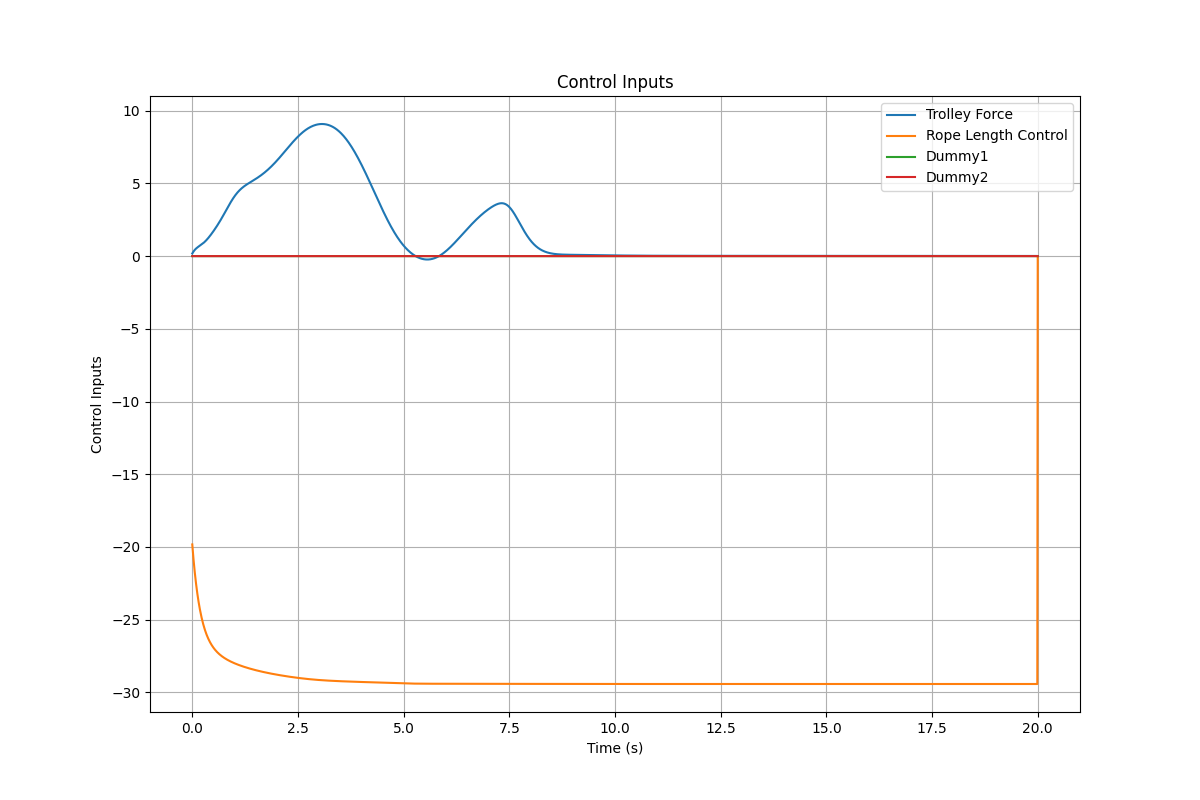 Control Inputs
Trolley Force
Rope Length Control
Dummy1
Dummy2
10
5
0
−5
−10
−15
−20
−25
−30
Control Inputs
0.0 2.5 5.0 7.5 10.0 12.5 15.0 17.5 20.0
Time (s)